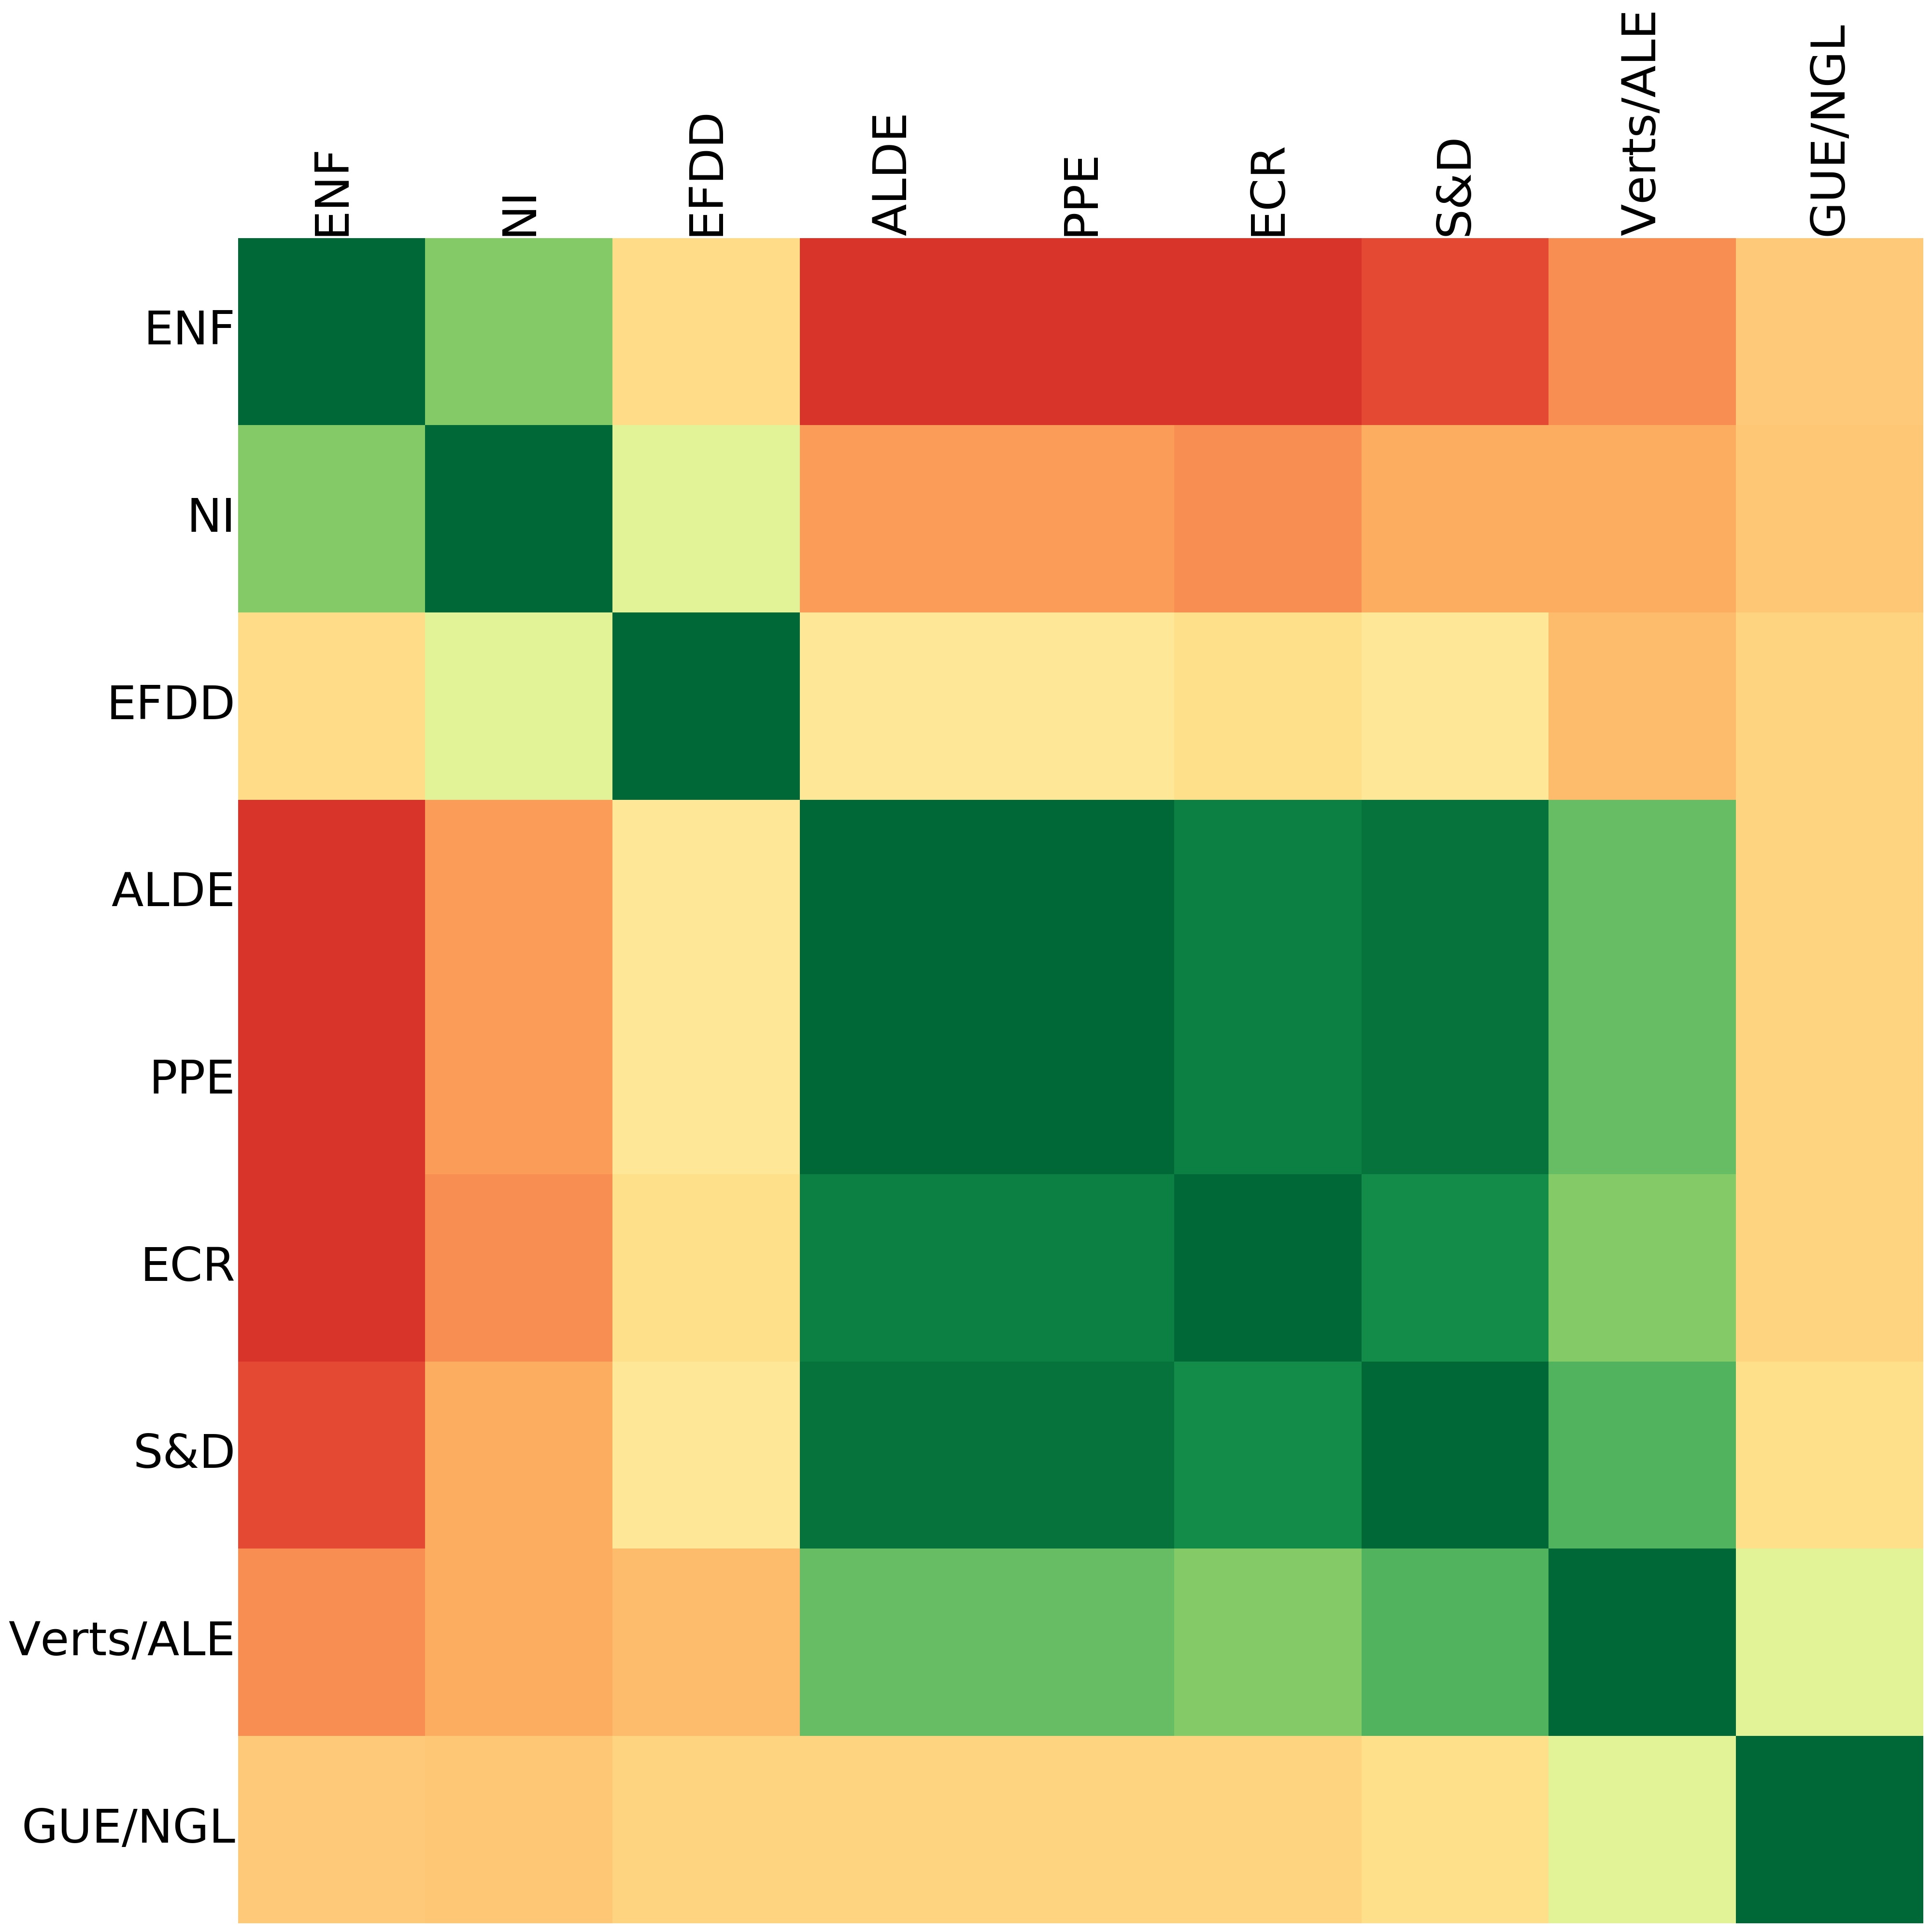 ENF
NI
EFDD
ALDE
PPE
ECR
S&D
Verts/ALE
GUE/NGL
ENF
NI
EFDD
ALDE
PPE
ECR
S&D
Verts/ALE
GUE/NGL